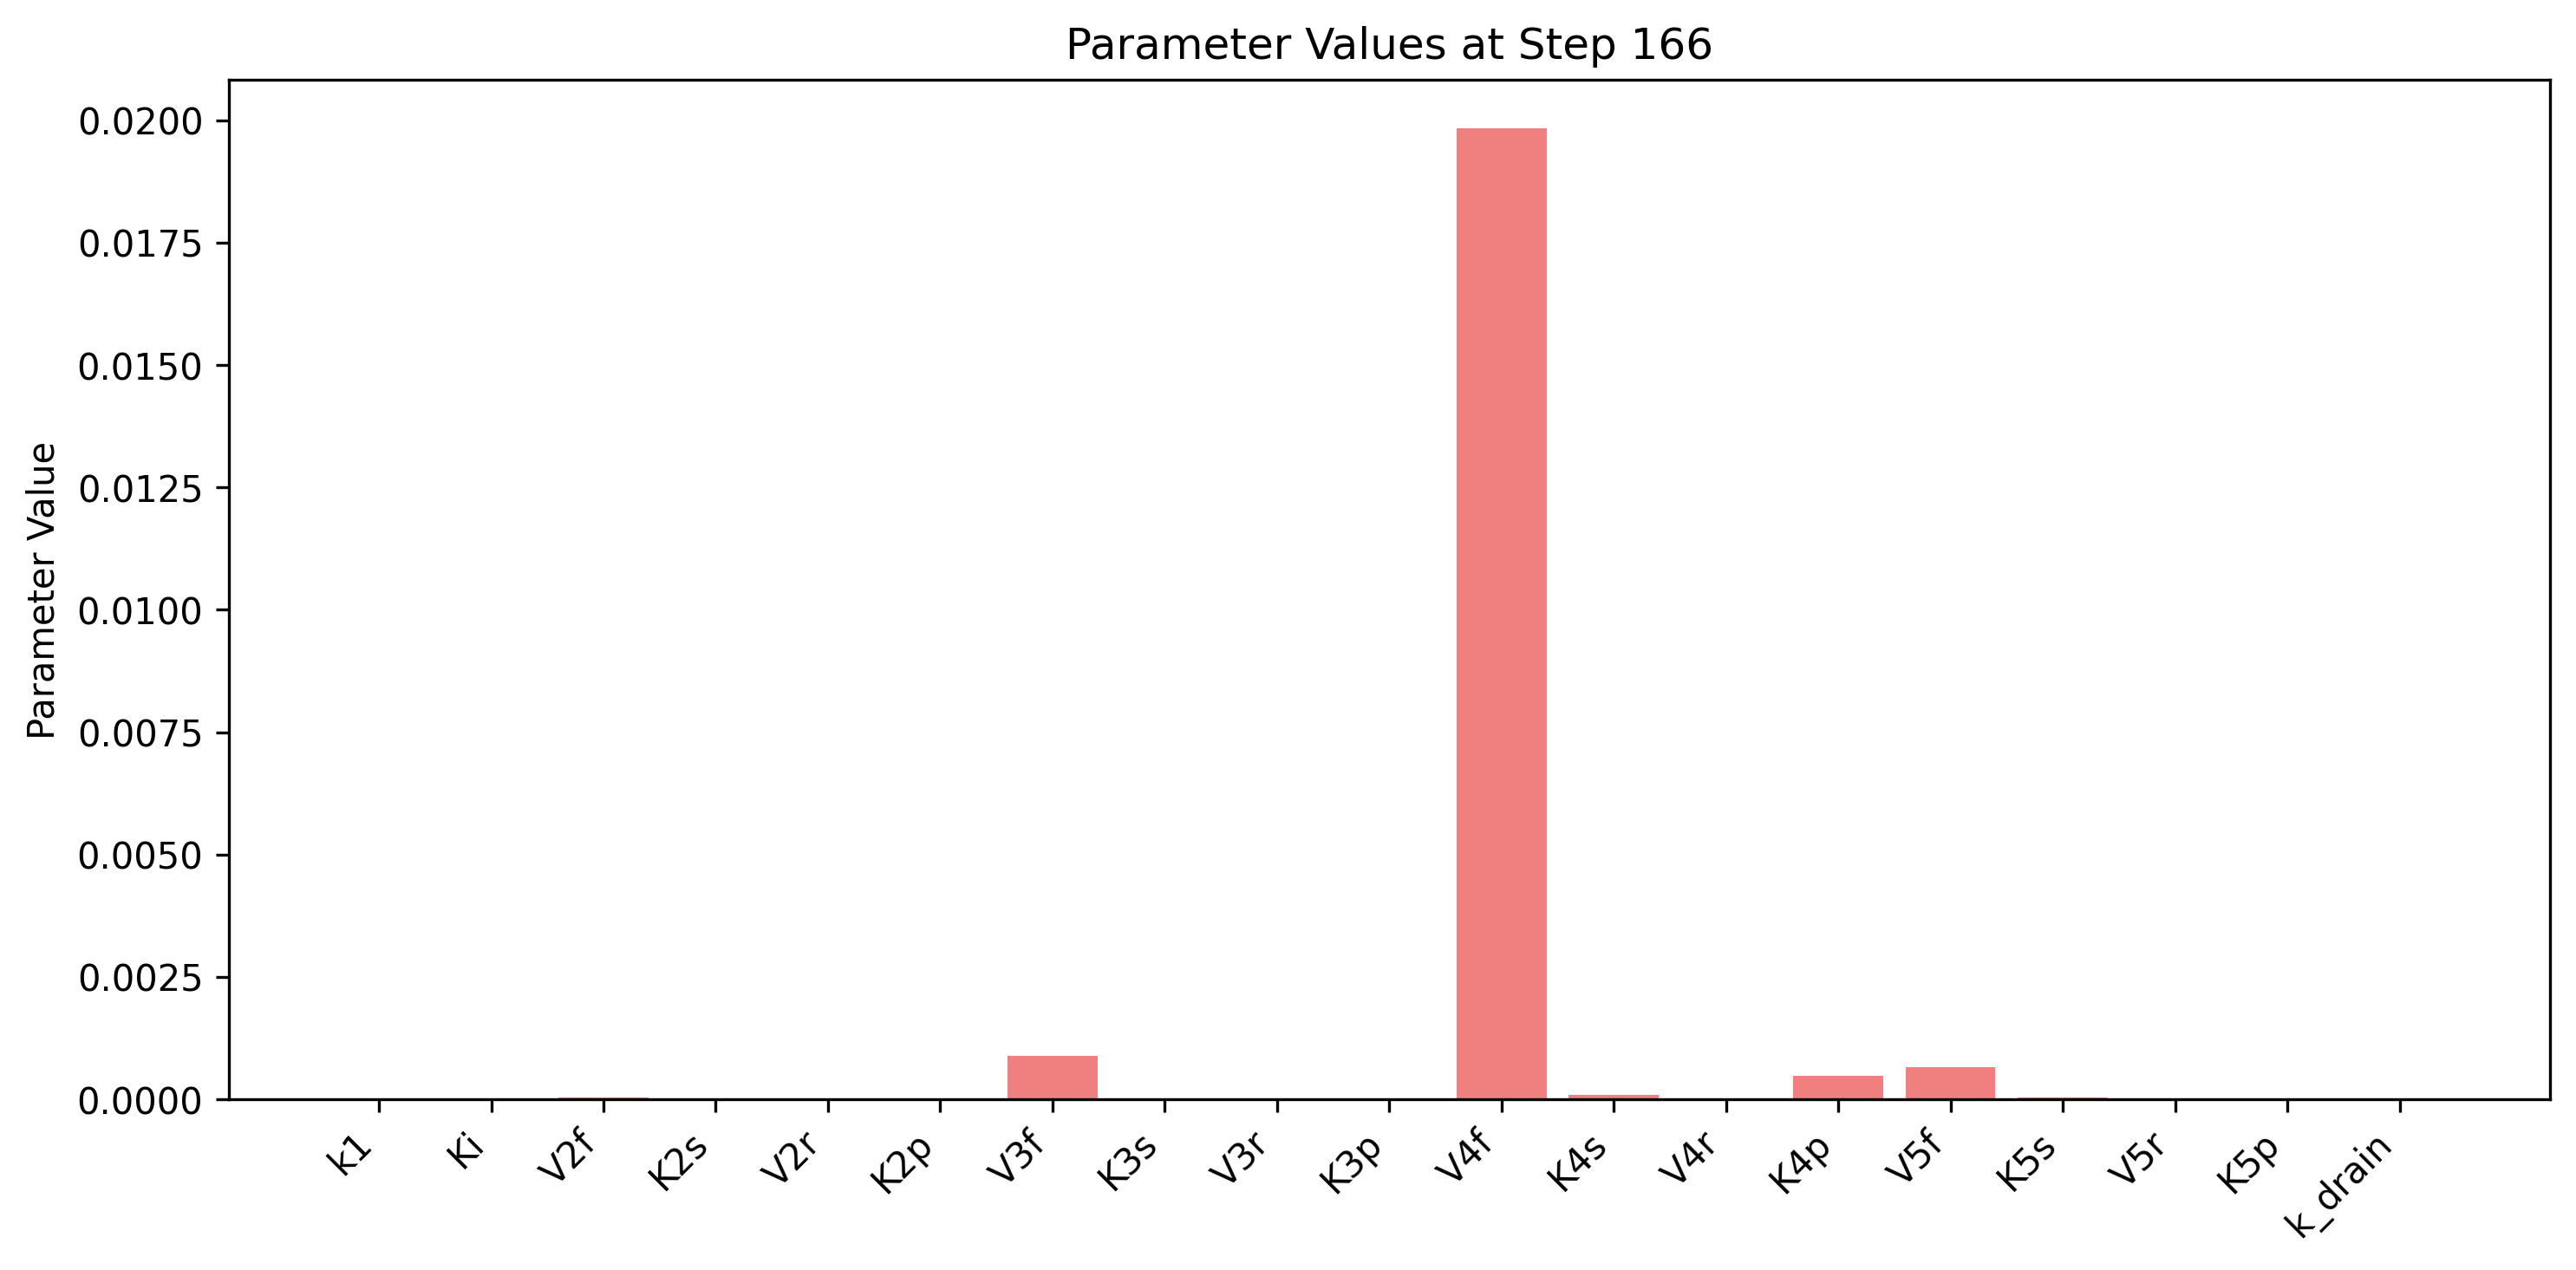 Parameter Values at Step 166
Parameter Value
0.0200
0.0175
0.0150
0.0125
0.0100
0.0075
0.0050
0.0025
0.0000
k1
Ki
V2f
K2s
V2r
K2p
V3f
K3s
V3r
K3p
V4f
K4s
V4r
K4p
V5f
K5s
V5r
K5p
k_drain